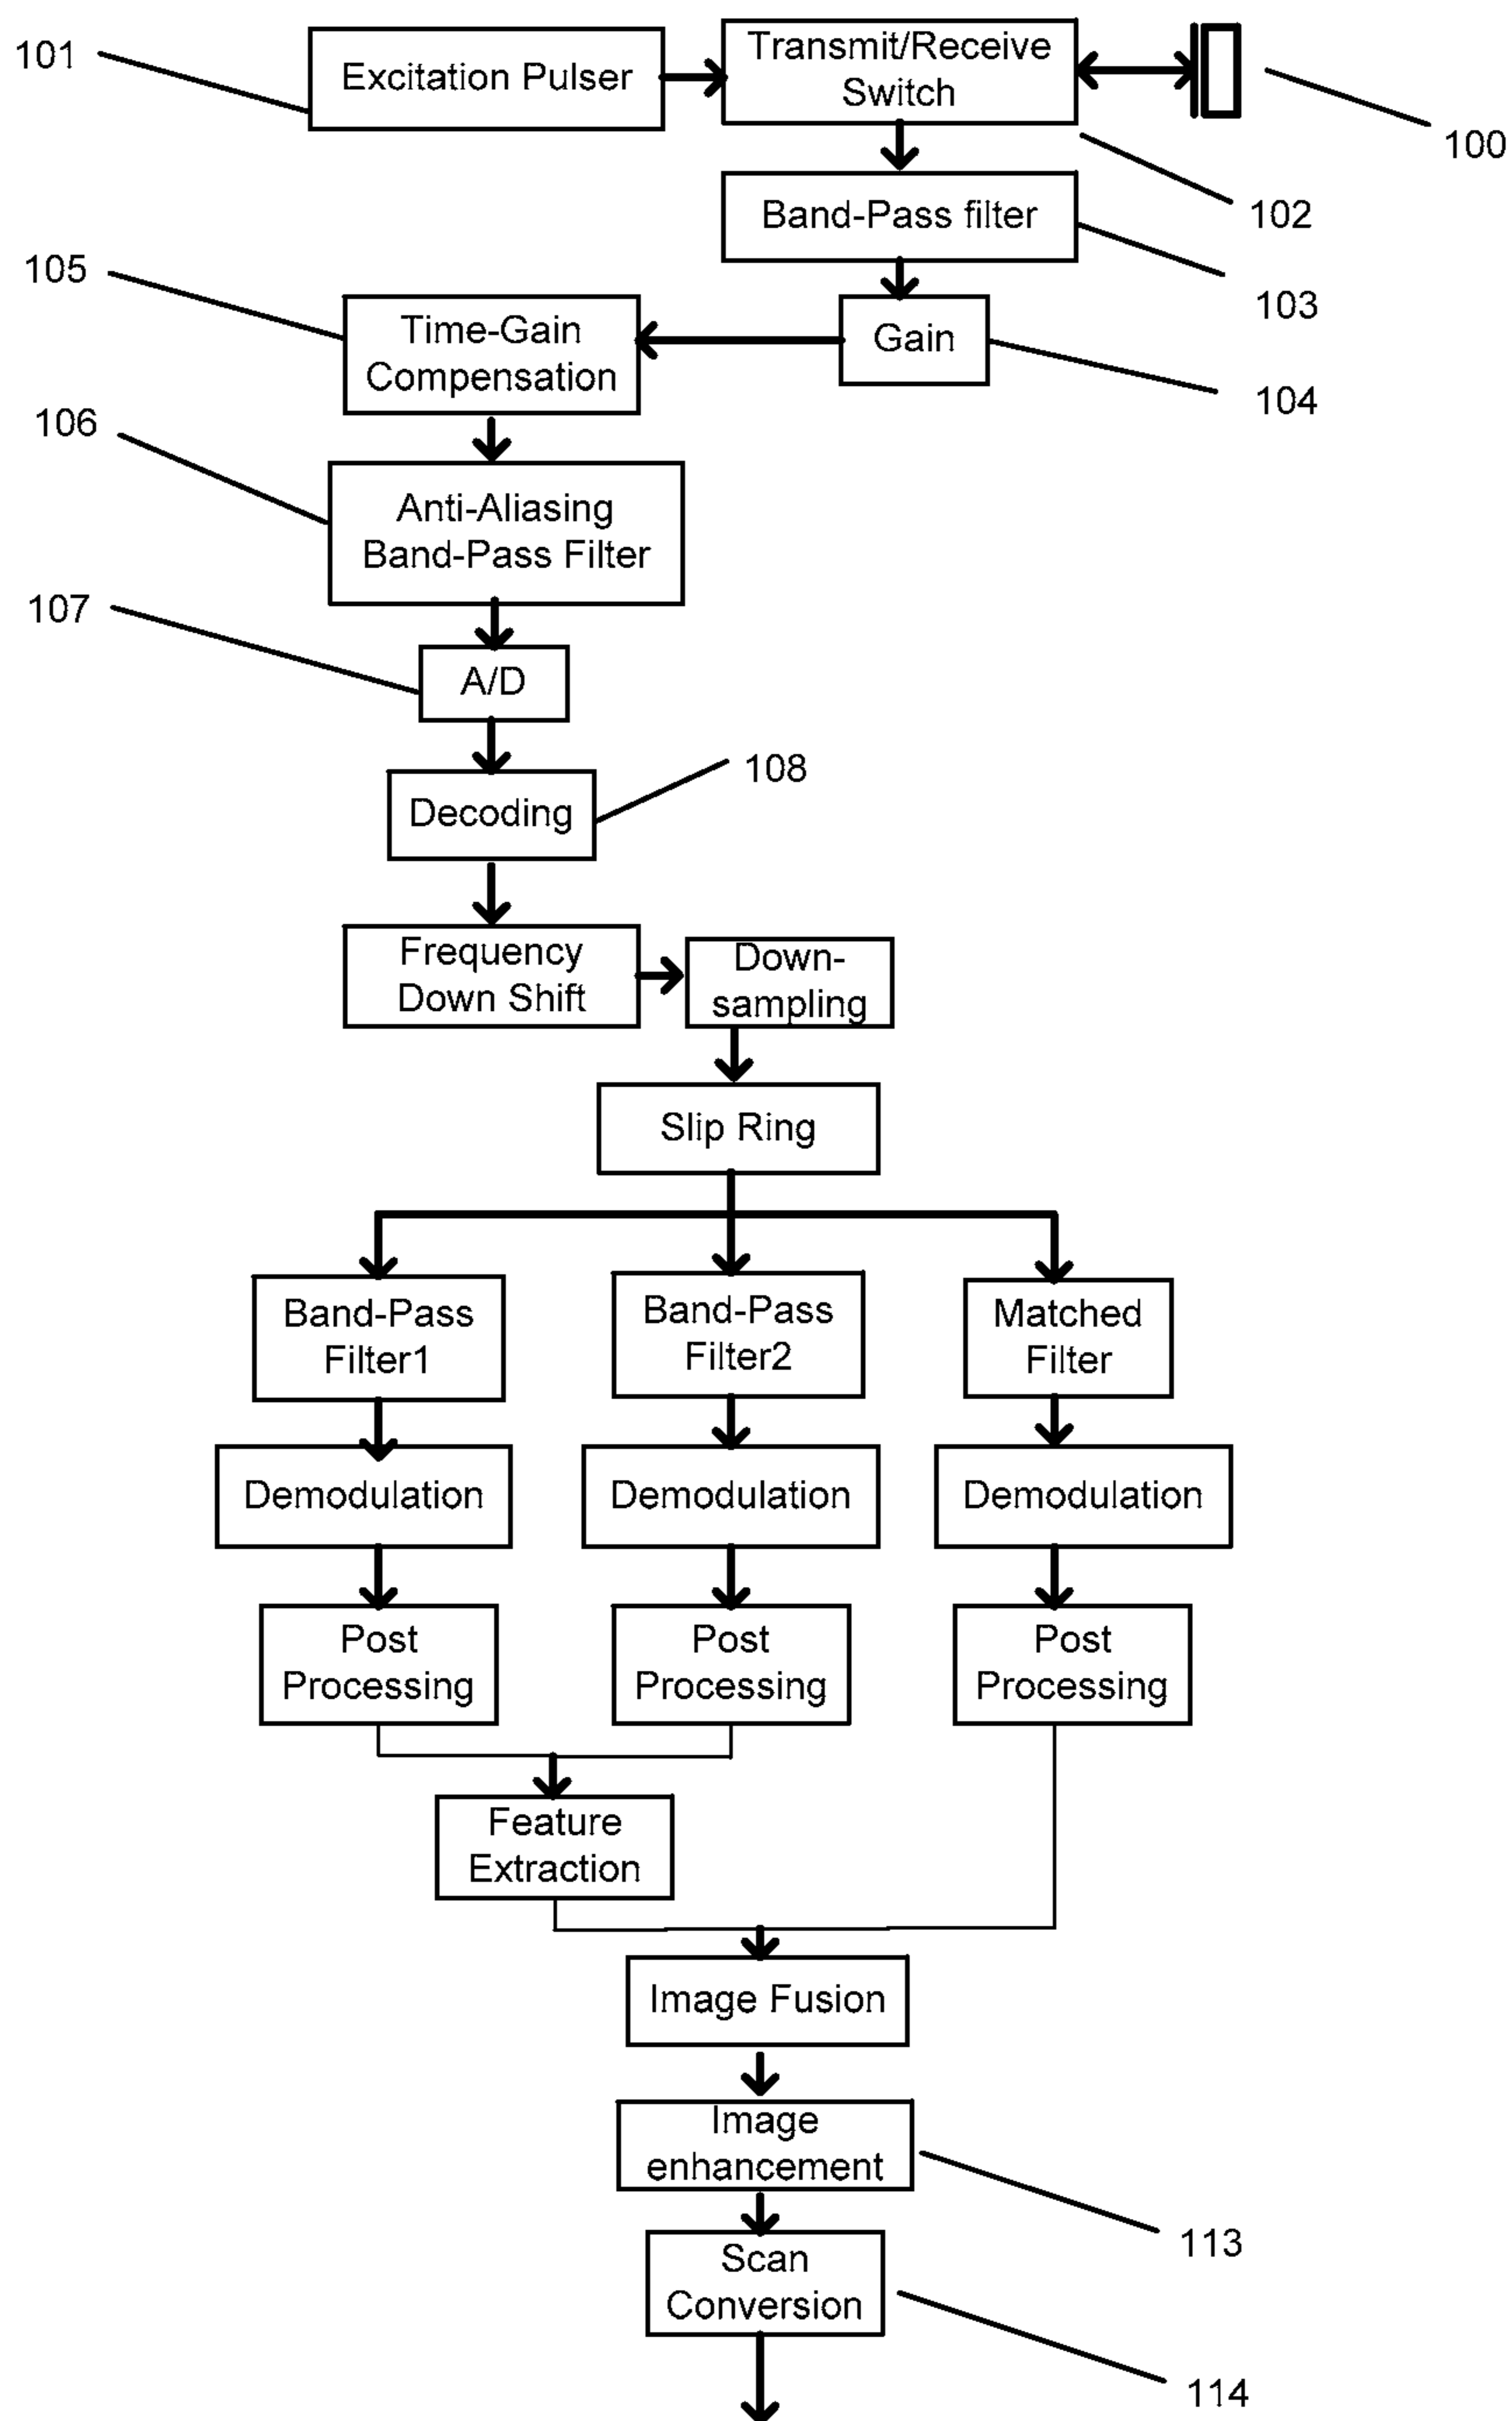 101
Excitation Pulser
Transmit/Receive
Switch
100
102
Band-Pass filter
103
105
Time-Gain
Compensation
Gain
104
106
Anti-Aliasing
Band-Pass Filter
107
A/D
108
Decoding
Frequency
Down Shift
Down-
sampling
Slip Ring
Band-Pass
Filter1
Band-Pass
Filter2
Matched
Filter
Demodulation
Demodulation
Demodulation
Post
Processing
Post
Processing
Post
Processing
Feature
Extraction
Image Fusion
Image
enhancement
113
Scan
Conversion
114